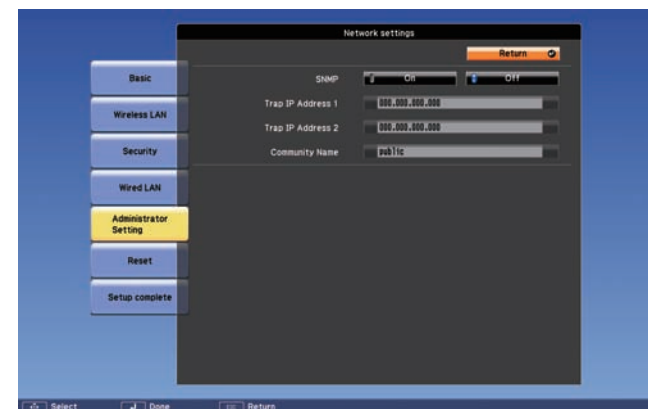 Network settings
Return
Basic
Wireless LAN
Security
Wired LAN
Administrator
Setting
Reset
Setup complete
SNMP On Off
Trap IP Address 1 000.000.000.000
Trap IP Address 2 000.000.000.000
Community Name public
Select Done Return